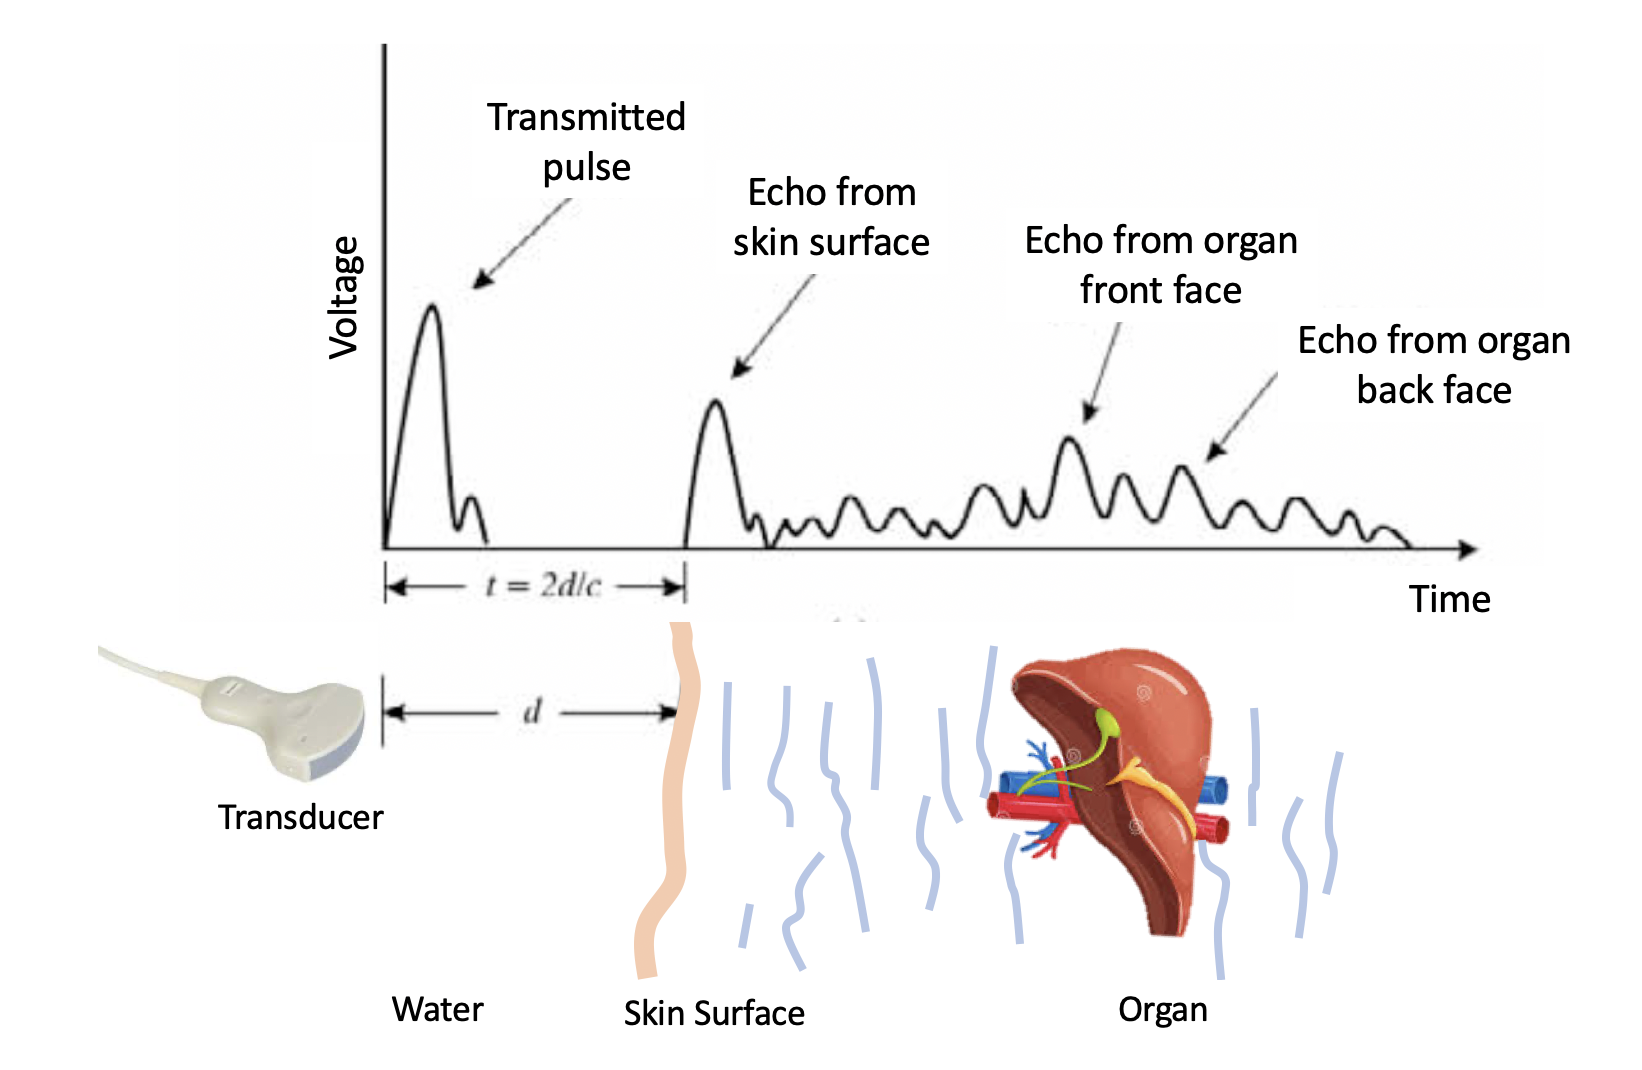 Transmitted
pulse
Echo from
skin surface
Echo from organ
front face
Echo from organ
back face
Voltage
t = 2d/c
Time
d
Transducer
Water
Skin Surface
Organ